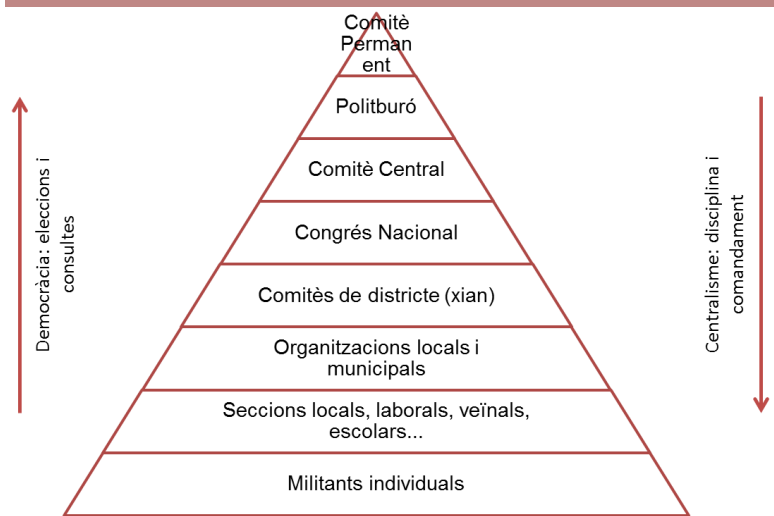 Comitè
Perman
ent
Politburó
Comitè Central
Congrés Nacional
Comitès de districte (xian)
Organitzacions locals i
municipals
Seccions locals, laborals, veïnals,
escolars...
Militants individuals
Democràcia: eleccions i
consultes
Centralisme: disciplina i
comandament